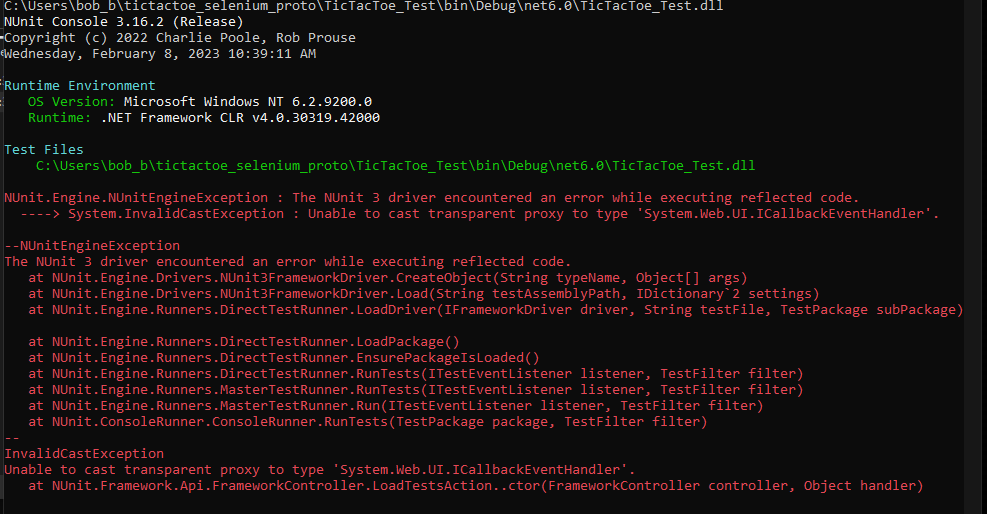 C:\Users\bob_b\tictactoe_selenium_proto\TicTacToe_Test\bin\Debug\net6.0\TicTacToe_Test.dll
NUnit Console 3.16.2 (Release)
Copyright (c) 2022 Charlie Poole, Rob Prouse
Wednesday, February 8, 2023 10:39:11 AM
Runtime Environment
OS Version: Microsoft Windows NT 6.2.9200.0
Runtime: .NET Framework CLR v4.0.30319.42000
Test Files
C:\Users\bob_b\tictactoe_selenium_proto\TicTacToe_Test\bin\Debug\net6.0\TicTacToe_Test.dll
NUnit.Engine.NUnitEngineException : The NUnit 3 driver encountered an error while executing reflected code.
----> System.InvalidCastException : Unable to cast transparent proxy to type 'System.Web.UI.ICallbackEventHandler'.
--NUnitEngineException
The NUnit 3 driver encountered an error while executing reflected code.
at NUnit.Engine.Drivers.NUnit3FrameworkDriver.CreateObject(String typeName, Object[] args)
at NUnit.Engine.Drivers.NUnit3FrameworkDriver.Load(String testAssemblyPath, IDictionary`2 settings)
at NUnit.Engine.Runners.DirectTestRunner.LoadDriver(IFrameworkDriver driver, String testFile, TestPackage subPackage)
at NUnit.Engine.Runners.DirectTestRunner.LoadPackage()
at NUnit.Engine.Runners.DirectTestRunner.EnsurePackageIsLoaded()
at NUnit.Engine.Runners.DirectTestRunner.RunTests(ITestEventListener listener, TestFilter filter)
at NUnit.Engine.Runners.MasterTestRunner.RunTests(ITestEventListener listener, TestFilter filter)
at NUnit.Engine.Runners.MasterTestRunner.Run(ITestEventListener listener, TestFilter filter)
at NUnit.ConsoleRunner.ConsoleRunner.RunTests(TestPackage package, TestFilter filter)
--
InvalidCastException
Unable to cast transparent proxy to type 'System.Web.UI.ICallbackEventHandler'.
at NUnit.Framework.Api.FrameworkController.LoadTestsAction..ctor(FrameworkController controller, Object handler)